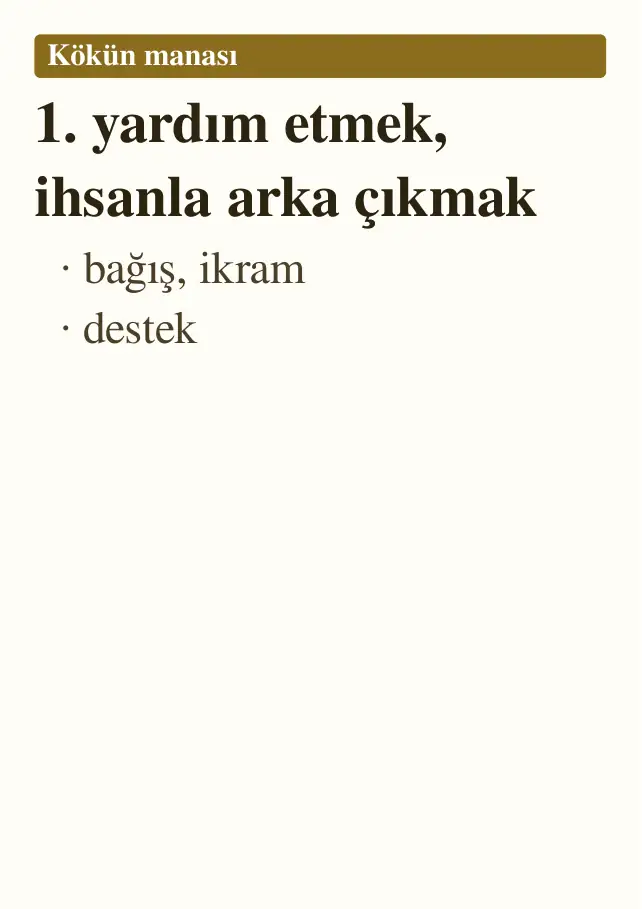 Kökün manası
1. yardım etmek,
ihsanla arka çıkmak
· bağış, ikram
· destek